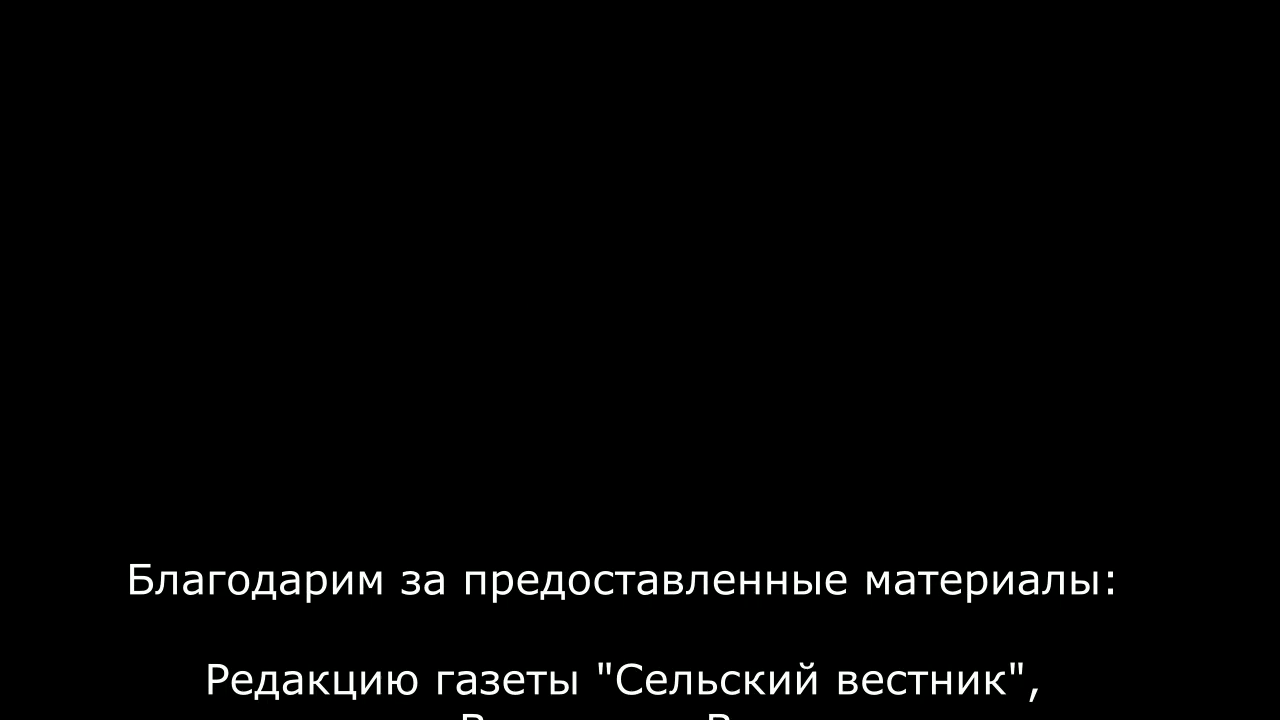 Благодарим за предоставленные материалы:
Редакцию газеты "Сельский вестник",